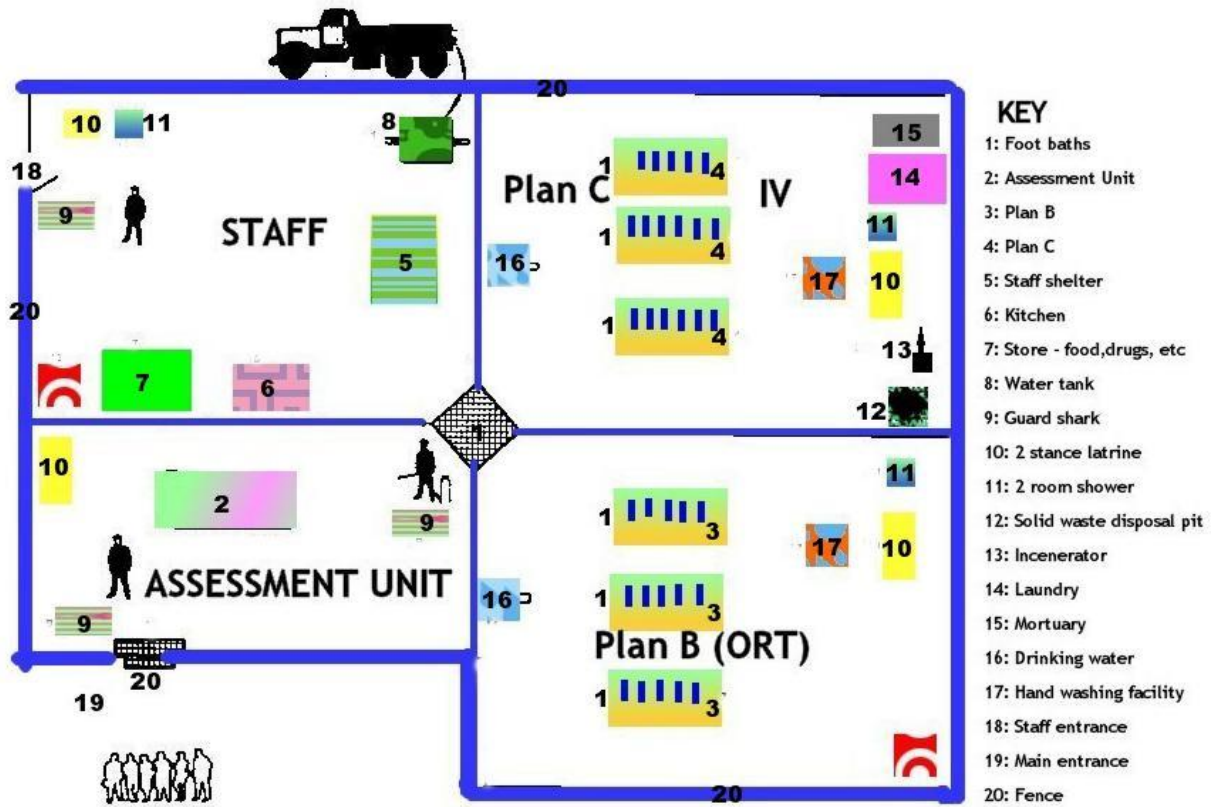 20
10 11 8
18
9
STAFF
5
20
7 6
1 4
Plan C IV
1 4
16
1 4
15
14
11
17 10
13
12
1
10
2
9
ASSESSMENT UNIT
9
20
19
11
1 3
17 10
16 1 3
Plan B (ORT)
1 3
20
KEY
1: Foot baths
2: Assessment Unit
3: Plan B
4: Plan C
5: Staff shelter
6: Kitchen
7: Store - food,drugs, etc
8: Water tank
9: Guard shark
10: 2 stance latrine
11: 2 room shower
12: Solid waste disposal pit
13: Incenerator
14: Laundry
15: Mortuary
16: Drinking water
17: Hand washing facility
18: Staff entrance
19: Main entrance
20: Fence